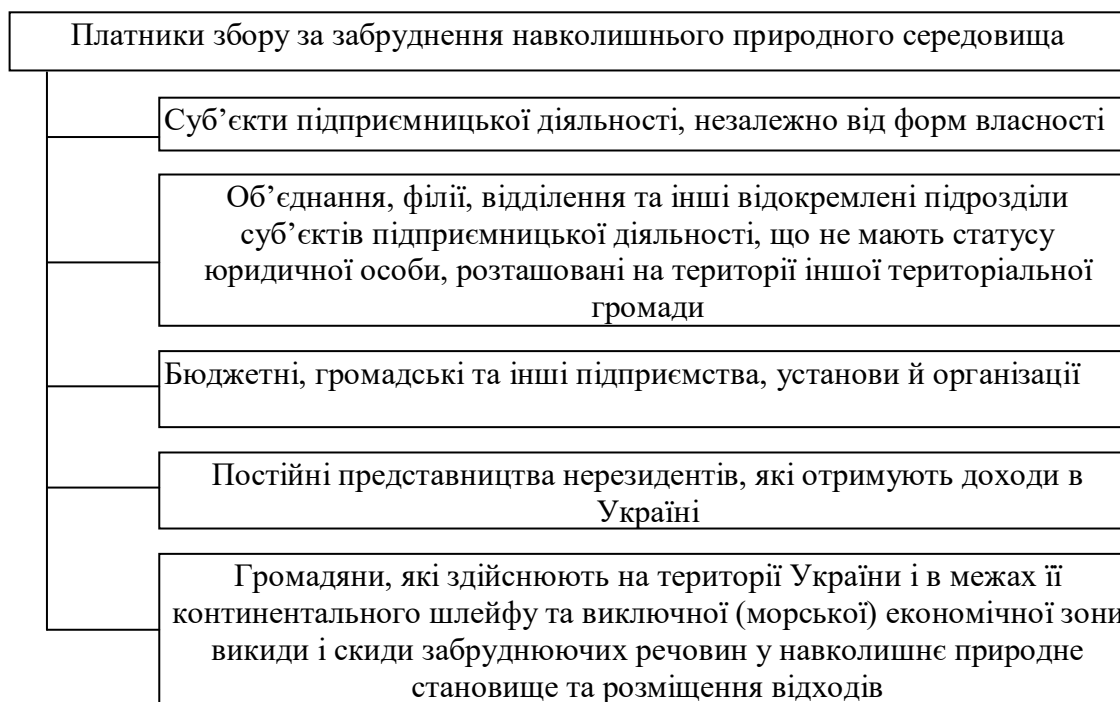 Платники збору за забруднення навколишнього природного середовища
Суб’єкти підприємницької діяльності, незалежно від форм власності
Об’єднання, філії, відділення та інші відокремлені підрозділи
суб’єктів підприємницької діяльності, що не мають статусу
юридичної особи, розташовані на території іншої територіальної
громади
Бюджетні, громадські та інші підприємства, установи й організації
Постійні представництва нерезидентів, які отримують доходи в
Україні
Громадяни, які здійснюють на території України і в межах її
континентального шлейфу та виключної (морської) економічної зони
викиди і скиди забруднюючих речовин у навколишнє природне
становище та розміщення відходів